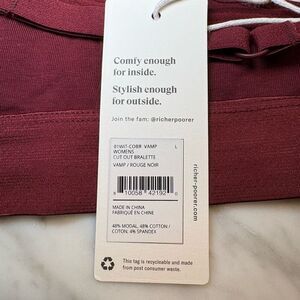 Comfy enough
for inside.
Stylish enough
for outside.
Join the fam: @richerpoorer
VAMP L
WOMENS
CUT OUT BRALETTE
VAMP / ROUGE NOIR
10058 42192
MADE IN CHINA
FABRIQUÉ EN CHINE
48% MODAL, 48% COTTON /
COTON, 4% SPANDEX
This tag is recyclable and made
from post consumer waste.
richer-poorer.com